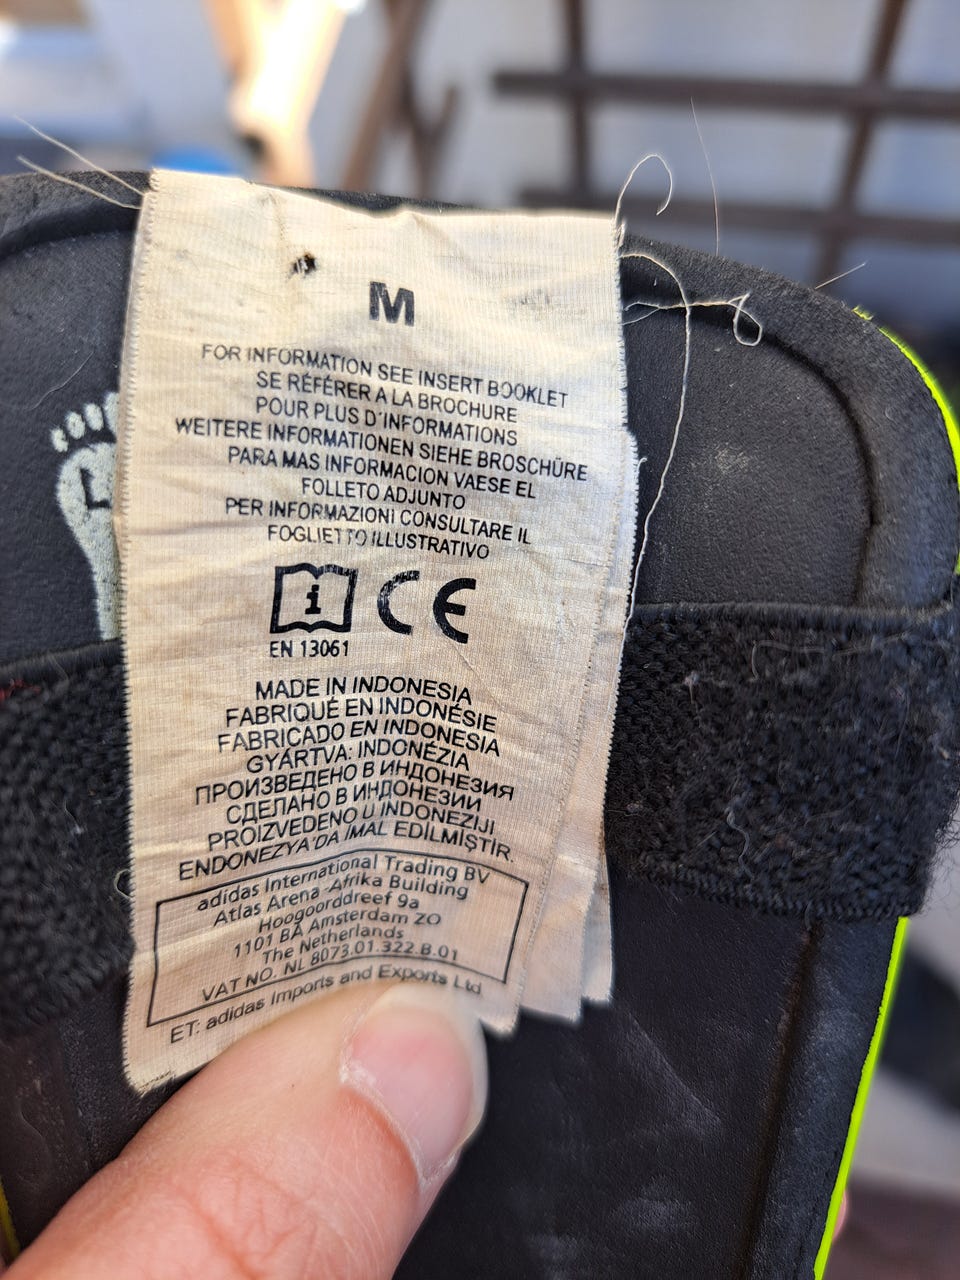 M
FOR INFORMATION SEE INSERT BOOKLET
SE RÉFÉRER A LA BROCHURE
POUR PLUS D'INFORMATIONS
WEITERE INFORMATIONEN SIEHE BROSCHÜRE
PARA MAS INFORMACION VAESE EL
FOLLETO ADJUNTO
PER INFORMAZIONI CONSULTARE IL
FOGLIETTO ILLUSTRATIVO
i CE
EN 13061
L
MADE IN INDONESIA
FABRIQUÉ EN INDONÉSIE
FABRICADO EN INDONESIA
GYÁRTVA: INDONÉZIA
ПРОИЗВЕДЕНО В ИНДОНЕЗИЯ
СДЕЛАНО В ИНДОНЕЗИИ
PROIZVEDENO U INDONEZIJI
ENDONEZYA'DA İMAL EDİLMİŞTİR.
adidas International Trading BV
Atlas Arena-Afrika Building
Hoogoorddreef 9a
1101 BA Amsterdam ZO
The Netherlands
VAT NO. NL 8073.01.322.B.01
ET: adidas Imports and Exports Ltd